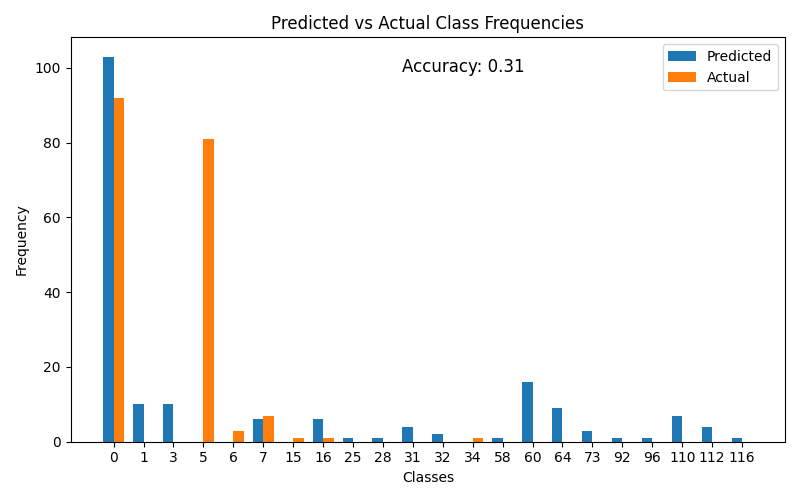 Predicted vs Actual Class Frequencies
Accuracy: 0.31
Predicted
Actual
Frequency
100
80
60
40
20
0
0 1 3 5 6 7 15 16 25 28 31 32 34 58 60 64 73 92 96 110 112 116
Classes